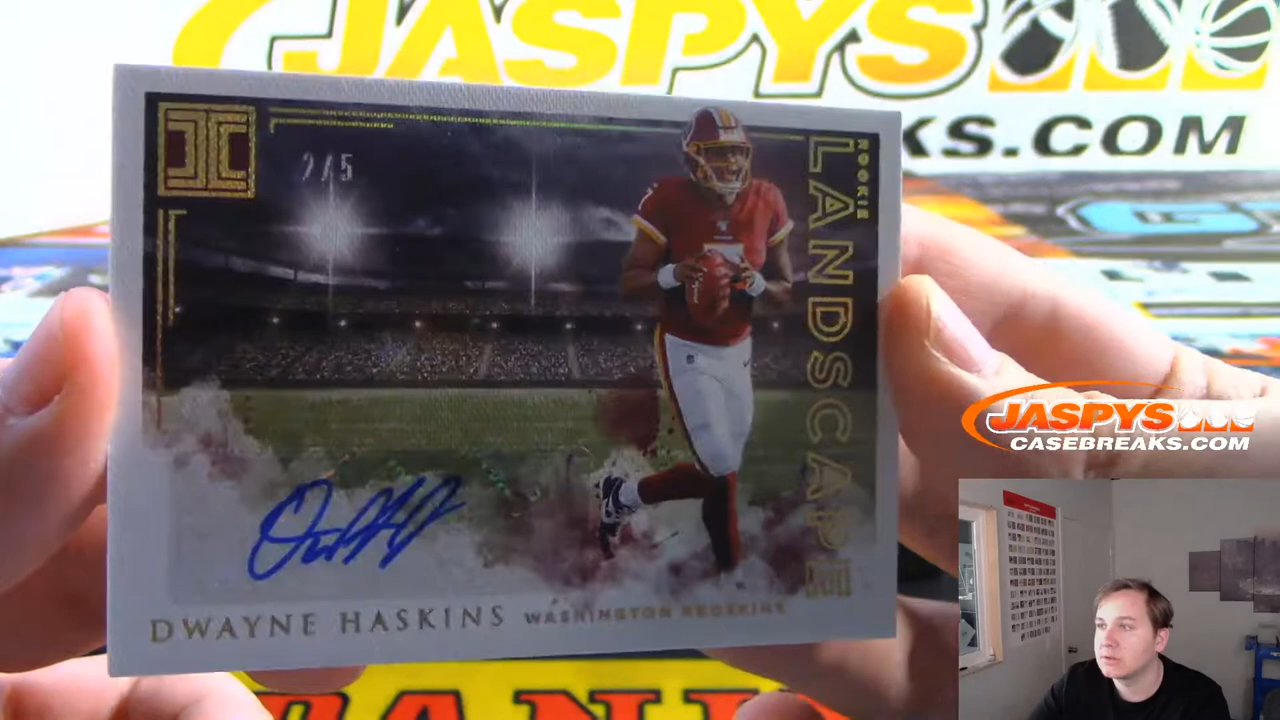 JASPYS
KS.COM
2/5
ROOKIE
LANDSCAPE
DWAYNE HASKINS WASHINGTON REDSKINS
JASPYS
CASEBREAKS.COM